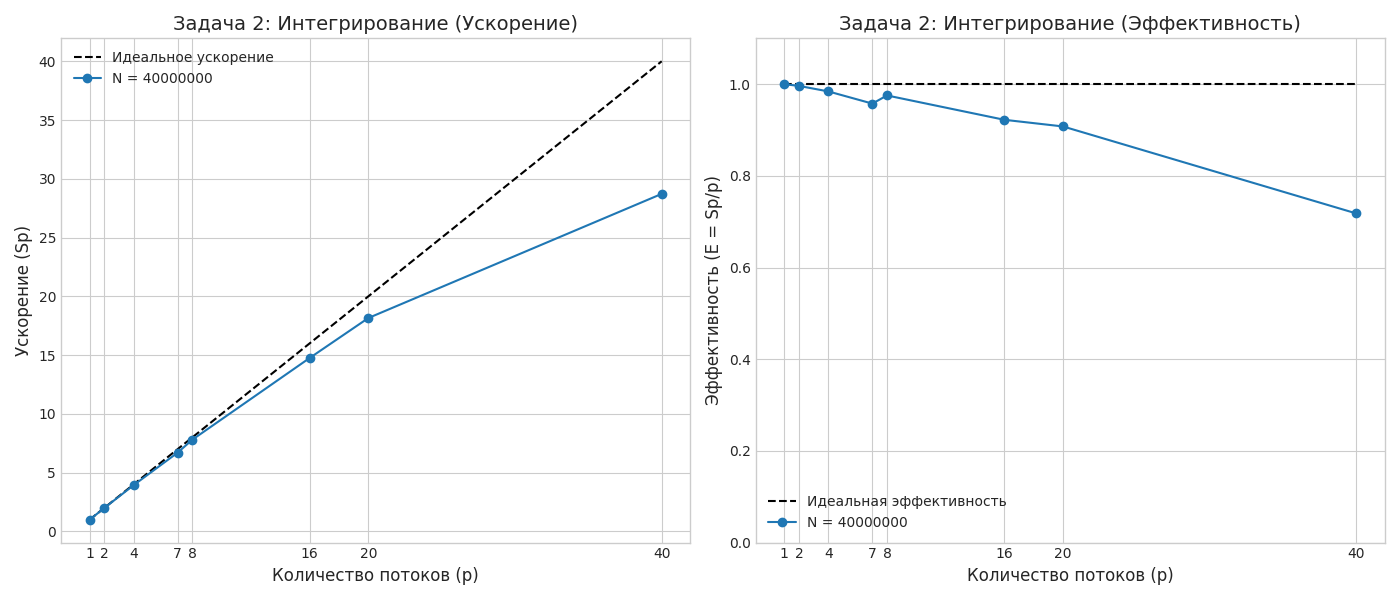 Задача 2: Интегрирование (Ускорение)
Идеальное ускорение
N = 40000000
Ускорение (Sp)
40
35
30
25
20
15
10
5
0
1 2 4 7 8 16 20 40
Количество потоков (p)
Задача 2: Интегрирование (Эффективность)
Эффективность (E = Sp/p)
1.0
0.8
0.6
0.4
0.2
0.0
Идеальная эффективность
N = 40000000
1 2 4 7 8 16 20 40
Количество потоков (p)